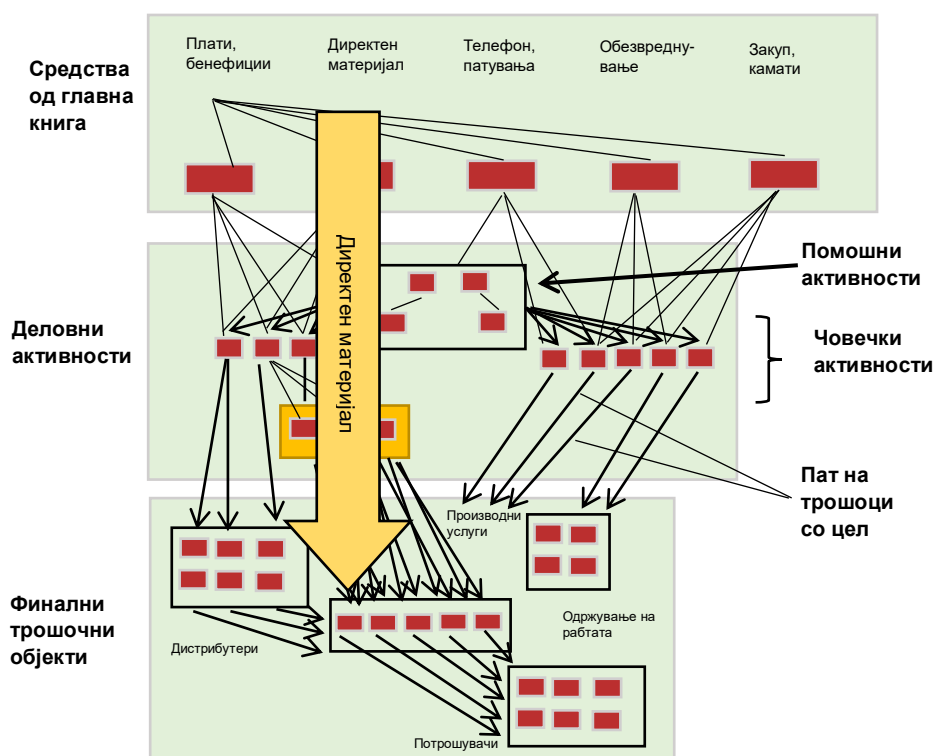 Плати,
бенефиции
Директен
материјал
Телефон,
патувања
Обезвредну-
вање
Закуп,
камати
Средства
од главна
книга
Директен материјал
Помошни
активности
Деловни
активности
Човечки
активности
Пат на
трошоци
со цел
Производни
услуги
Финални
трошочни
објекти
Дистрибутери
Одржување на
рабтата
Потрошувачи